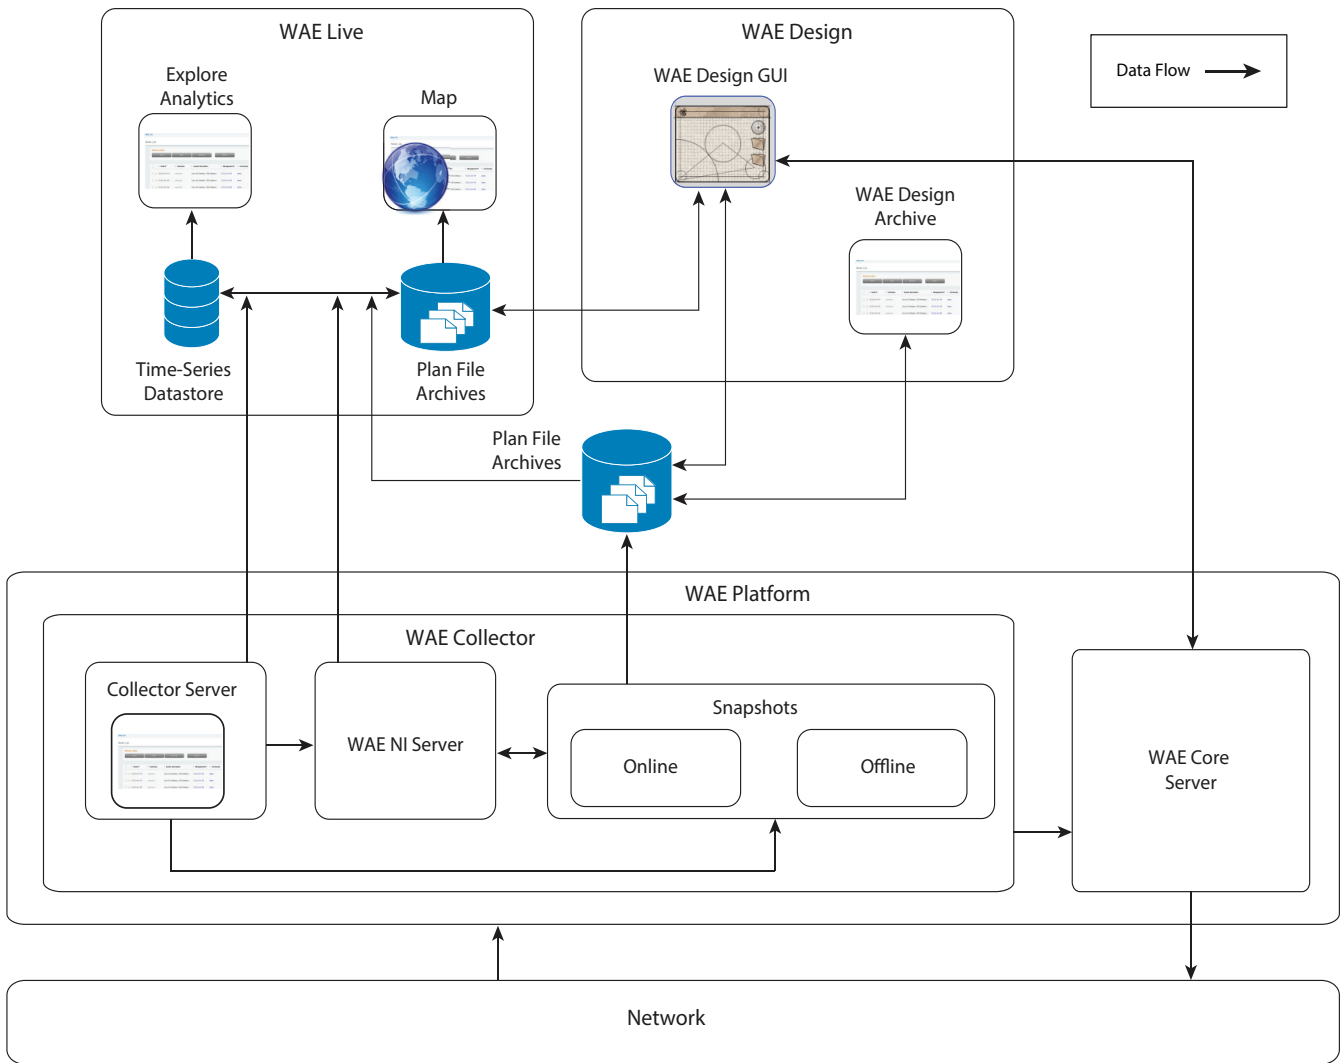 WAE Live
WAE Design
Explore
Analytics
Map
WAE Design GUI
Data Flow
WAE Design
Archive
Time-Series
Datastore
Plan File
Archives
Plan File
Archives
WAE Platform
WAE Collector
Collector Server
WAE NI Server
Snapshots
Online
Offline
WAE Core
Server
Network